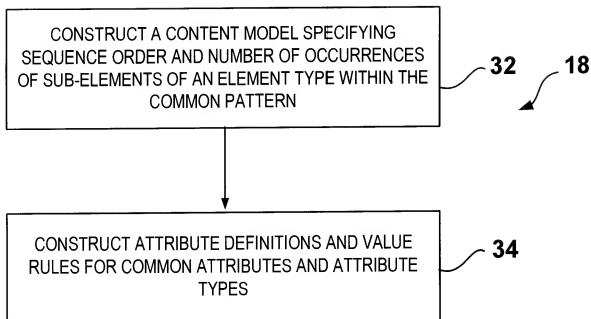 CONSTRUCT A CONTENT MODEL SPECIFYING
SEQUENCE ORDER AND NUMBER OF OCCURRENCES
OF SUB-ELEMENTS OF AN ELEMENT TYPE WITHIN THE
COMMON PATTERN
32
18
CONSTRUCT ATTRIBUTE DEFINITIONS AND VALUE
RULES FOR COMMON ATTRIBUTES AND ATTRIBUTE
TYPES
34